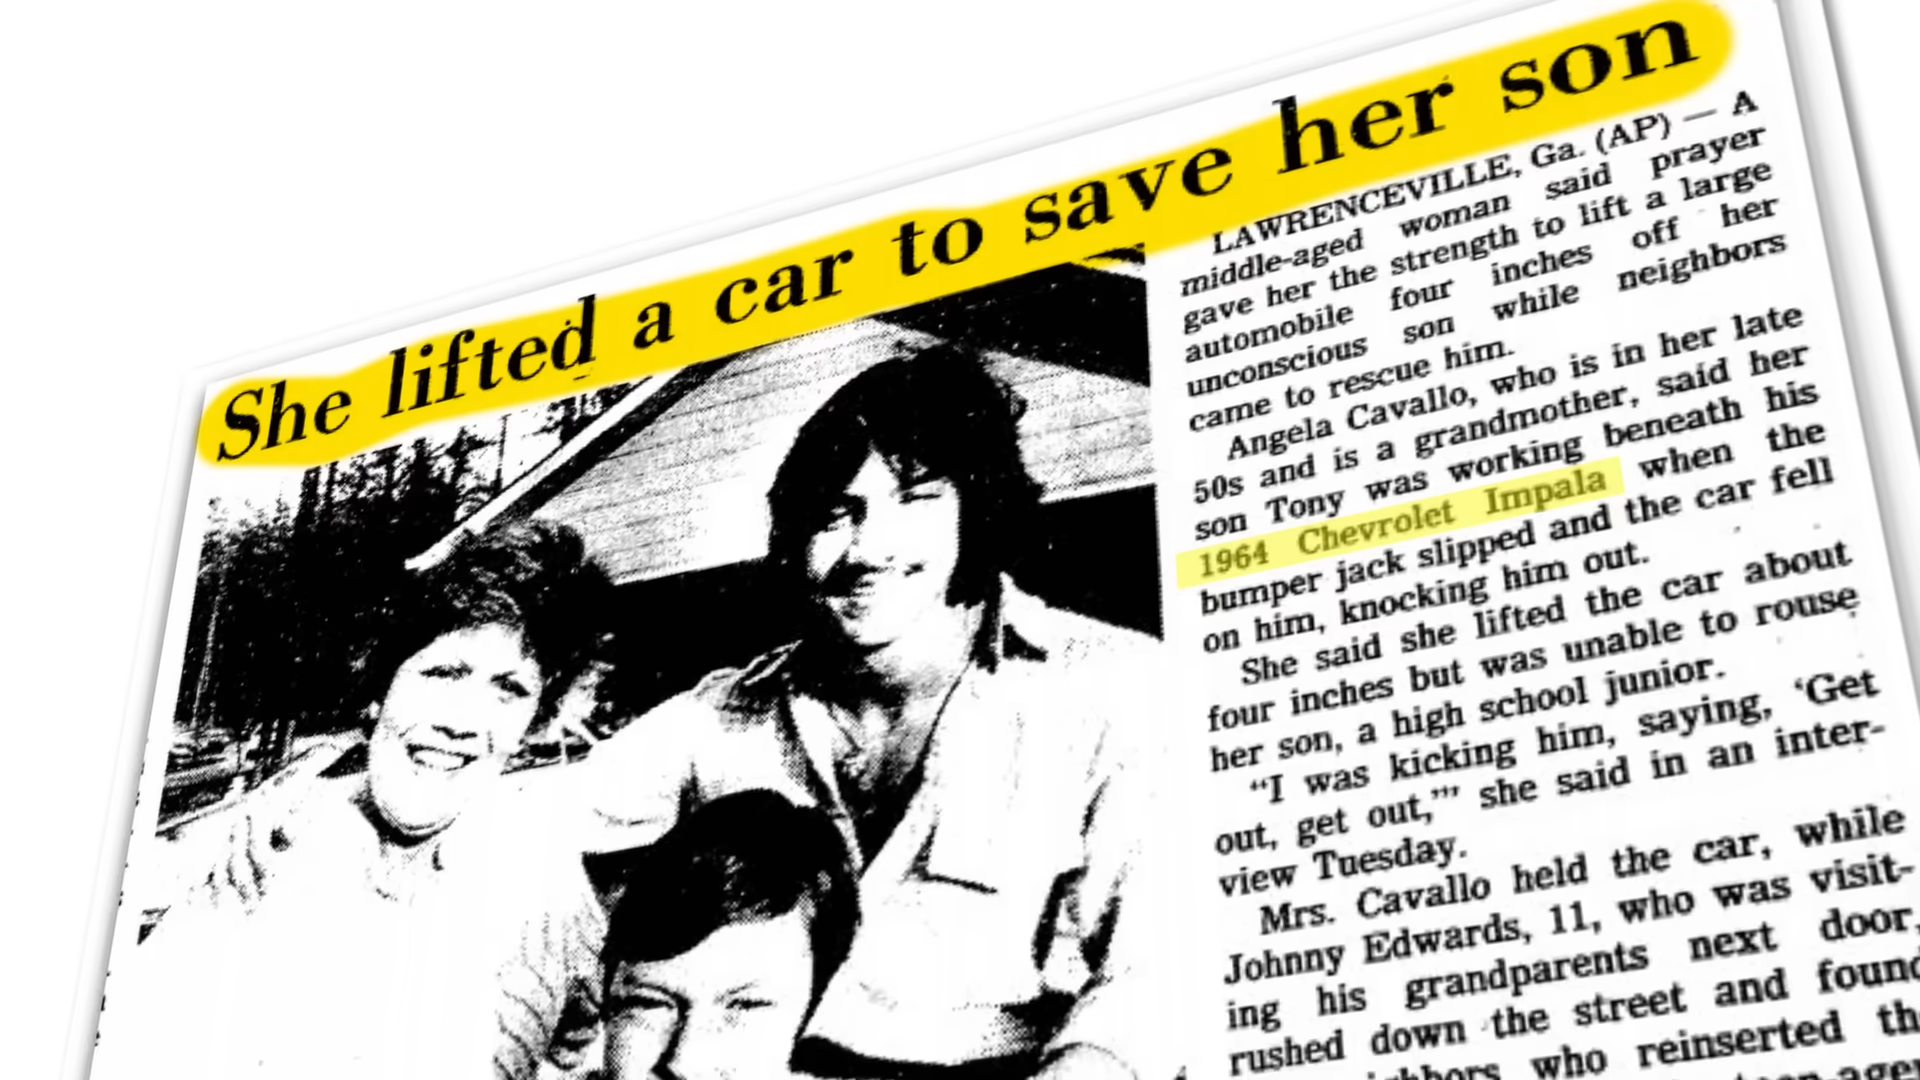 She lifted a car to save her son
LAWRENCEVILLE, Ga. (AP) — A
middle-aged woman said prayer
gave her the strength to lift a large
automobile four inches off her
unconscious son while neighbors
came to rescue him.
Angela Cavallo, who is in her late
50s and is a grandmother, said her
son Tony was working beneath his
1964 Chevrolet Impala when the
bumper jack slipped and the car fell
on him, knocking him out.
She said she lifted the car about
four inches but was unable to rouse
her son, a high school junior.
“I was kicking him, saying, ‘Get
out, get out,’” she said in an inter-
view Tuesday.
Mrs. Cavallo held the car, while
Johnny Edwards, 11, who was visit-
ing his grandparents next door,
rushed down the street and found
who reinserted